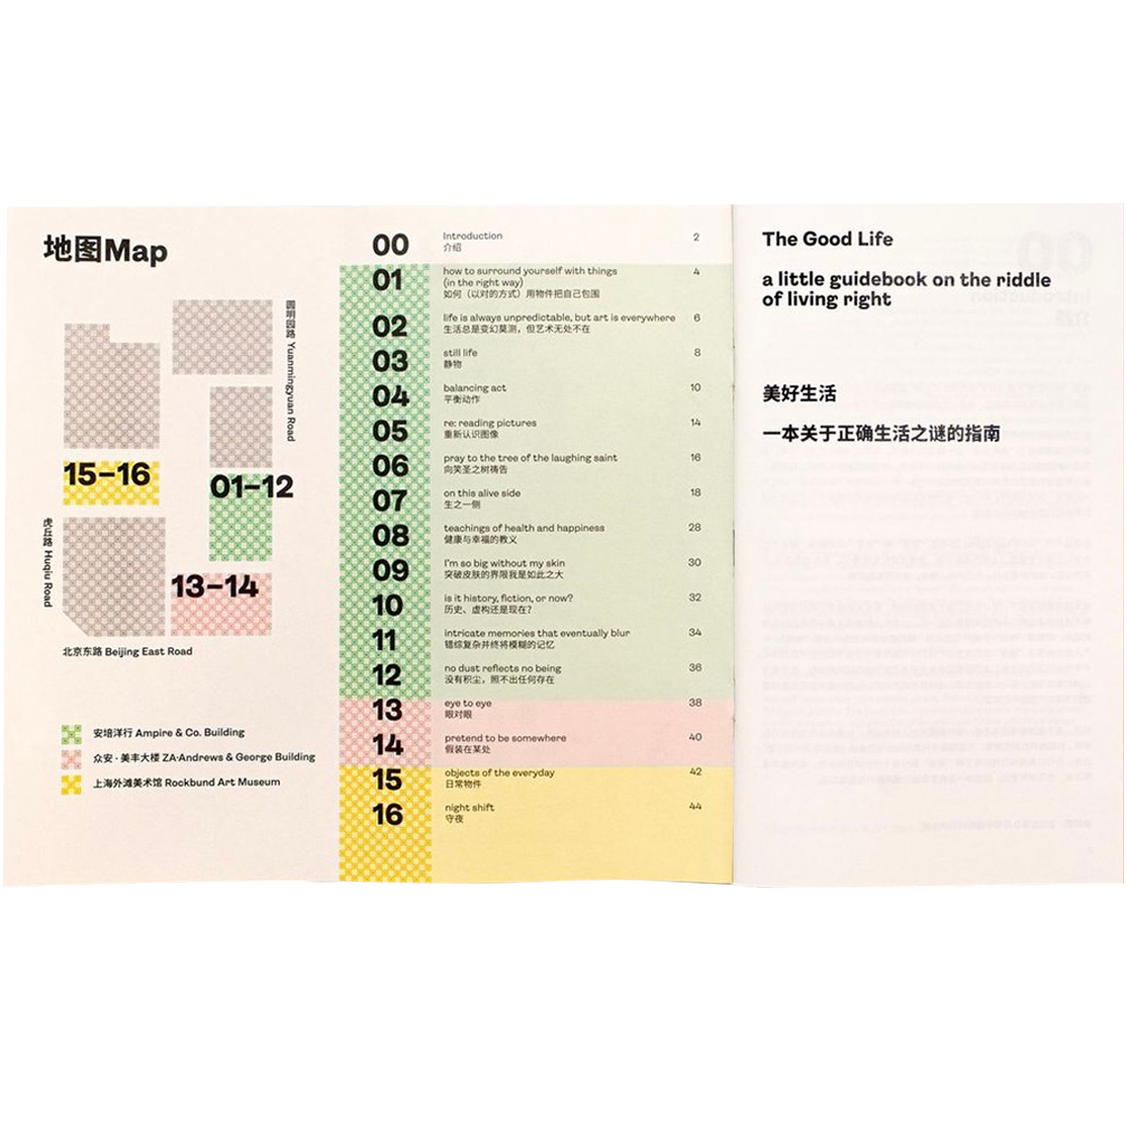 地图Map
圆明园路 Yuanmingyuan Road
15–16
01–12
虎丘路 Huqiu Road
13–14
北京东路 Beijing East Road
安培洋行 Ampire & Co. Building
众安·美丰大楼 ZA·Andrews & George Building
上海外滩美术馆 Rockbund Art Museum
00 Introduction 2
介绍
01 how to surround yourself with things 4
(in the right way)
如何（以对的方式）用物件把自己包围
02 life is always unpredictable, but art is everywhere 6
生活总是变幻莫测，但艺术无处不在
03 still life 8
静物
04 balancing act 10
平衡动作
05 re: reading pictures 14
重新认识图像
06 pray to the tree of the laughing saint 16
向笑圣之树祷告
07 on this alive side 18
生之一侧
08 teachings of health and happiness 28
健康与幸福的教义
09 I'm so big without my skin 30
突破皮肤的界限我是如此之大
10 is it history, fiction, or now? 32
历史、虚构还是现在？
11 intricate memories that eventually blur 34
错综复杂并终将模糊的记忆
12 no dust reflects no being 36
没有积尘，照不出任何存在
13 eye to eye 38
眼对眼
14 pretend to be somewhere 40
假装在某处
15 objects of the everyday 42
日常物件
16 night shift 44
守夜
The Good Life
a little guidebook on the riddle
of living right
美好生活
一本关于正确生活之谜的指南